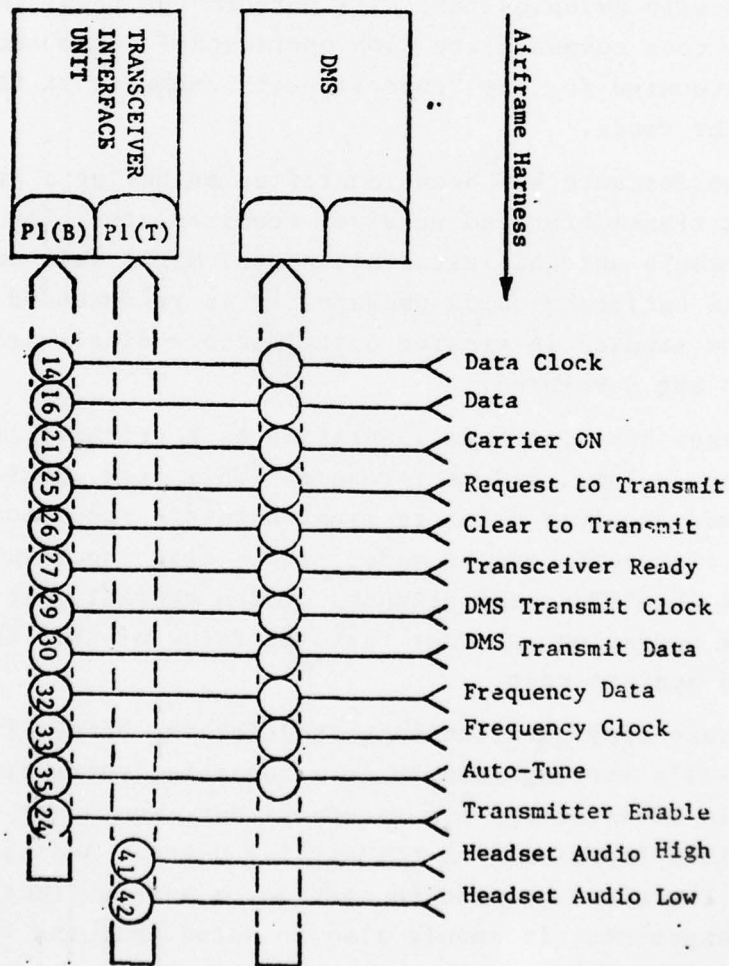 TRANSCEIVER
INTERFACE
UNIT
DMS
Airframe Harness
P1(B) P1(T)
14 Data Clock
16 Data
21 Carrier ON
25 Request to Transmit
26 Clear to Transmit
27 Transceiver Ready
29 DMS Transmit Clock
30 DMS Transmit Data
32 Frequency Data
33 Frequency Clock
35 Auto-Tune
24 Transmitter Enable
41 Headset Audio High
42 Headset Audio Low